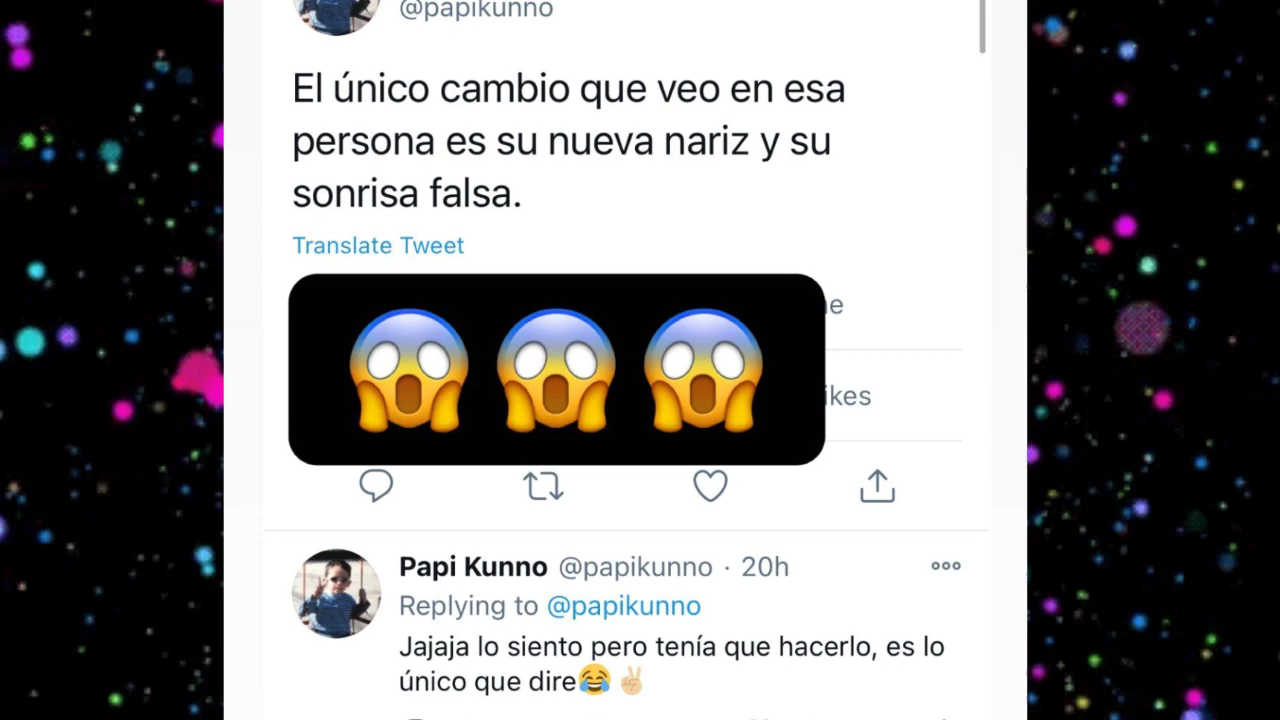 @papikunno
El único cambio que veo en esa
persona es su nueva nariz y su
sonrisa falsa.
Translate Tweet
Papi Kunno @papikunno · 20h
Replying to @papikunno
Jajaja lo siento pero tenía que hacerlo, es lo
único que dire😂✌🏼